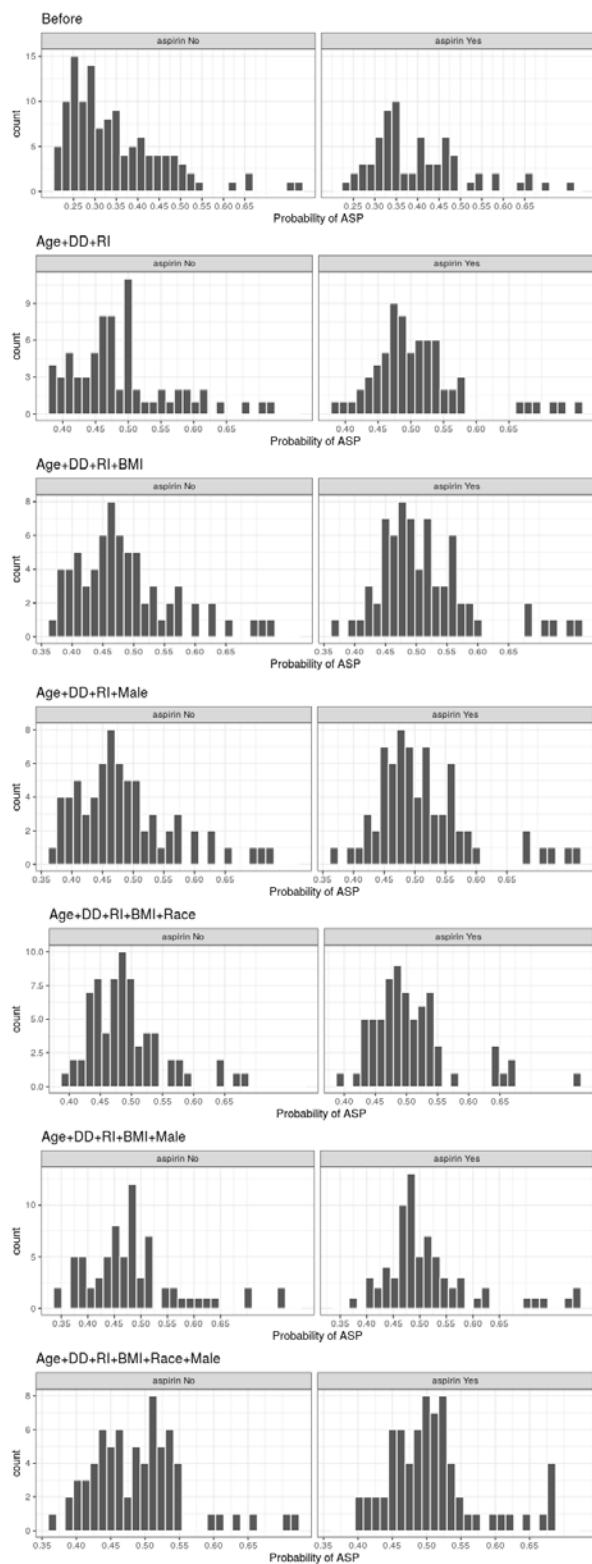 Before
aspirin No aspirin Yes
15
10
5
0
count
0.25 0.30 0.35 0.40 0.45 0.50 0.55 0.60 0.65 0.25 0.30 0.35 0.40 0.45 0.50 0.55 0.60 0.65
Probability of ASP
Age+DD+RI
aspirin No aspirin Yes
9
6
3
0
count
0.40 0.45 0.50 0.55 0.60 0.65 0.40 0.45 0.50 0.55 0.60 0.65
Probability of ASP
Age+DD+RI+BMI
aspirin No aspirin Yes
8
6
4
2
0
count
0.35 0.40 0.45 0.50 0.55 0.60 0.65 0.35 0.40 0.45 0.50 0.55 0.60 0.65
Probability of ASP
Age+DD+RI+Male
aspirin No aspirin Yes
8
6
4
2
0
count
0.35 0.40 0.45 0.50 0.55 0.60 0.65 0.35 0.40 0.45 0.50 0.55 0.60 0.65
Probability of ASP
Age+DD+RI+BMI+Race
aspirin No aspirin Yes
10.0
7.5
5.0
2.5
0.0
count
0.40 0.45 0.50 0.55 0.60 0.65 0.40 0.45 0.50 0.55 0.60 0.65
Probability of ASP
Age+DD+RI+BMI+Male
aspirin No aspirin Yes
10
5
0
count
0.35 0.40 0.45 0.50 0.55 0.60 0.65 0.35 0.40 0.45 0.50 0.55 0.60 0.65
Probability of ASP
Age+DD+RI+BMI+Race+Male
aspirin No aspirin Yes
8
6
4
2
0
count
0.35 0.40 0.45 0.50 0.55 0.60 0.65 0.35 0.40 0.45 0.50 0.55 0.60 0.65
Probability of ASP